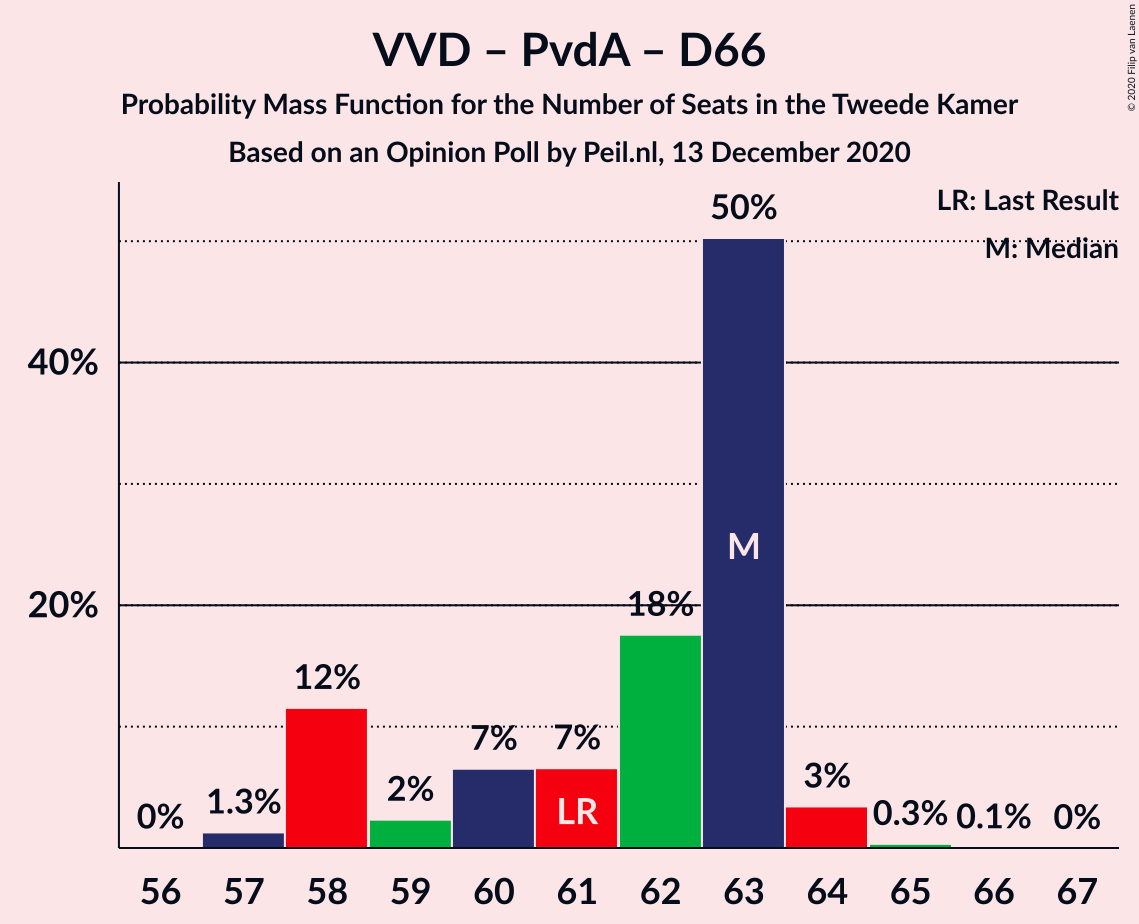 VVD – PvdA – D66
Probability Mass Function for the Number of Seats in the Tweede Kamer
Based on an Opinion Poll by Peil.nl, 13 December 2020
© 2020 Filip van Laenen
LR: Last Result
M: Median
50%
40%
20%
0%
1.3%
12%
2%
7%
7%
18%
3%
0.3%
0.1%
0%
LR
M
56 57 58 59 60 61 62 63 64 65 66 67